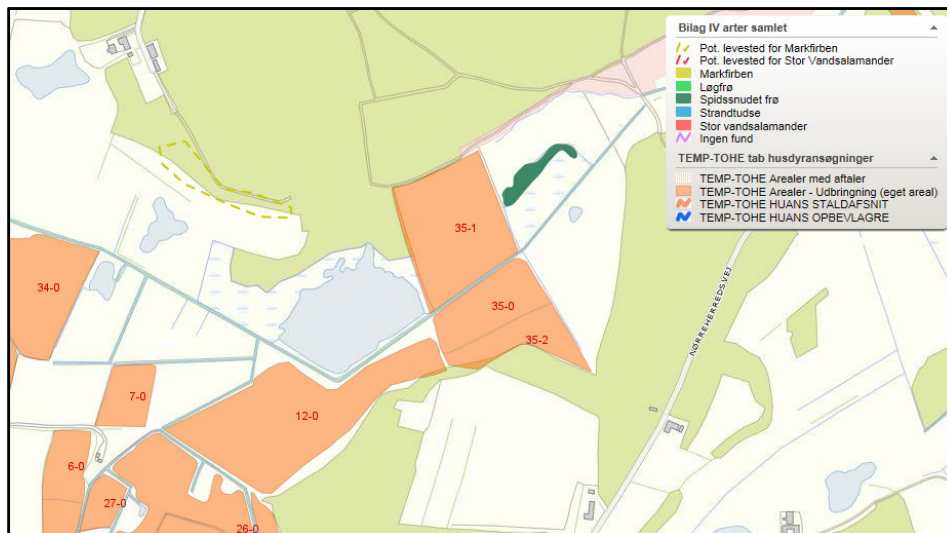 Bilag IV arter samlet
Pot. levested for Markfirben
Pot. levested for Stor Vandsalamander
Markfirben
Løgfrø
Spidssnudet frø
Strandtudse
Stor vandsalamander
Ingen fund
TEMP-TOHE tab husdyransøgninger
TEMP-TOHE Arealer med aftaler
TEMP-TOHE Arealer - Udbringning (eget areal)
TEMP-TOHE HUANS STALDAFSNIT
TEMP-TOHE HUANS OPBEVLAGRE
35-1
34-0
35-0
NØRREHERREDSVEJ
35-2
7-0
12-0
6-0
27-0
26-0